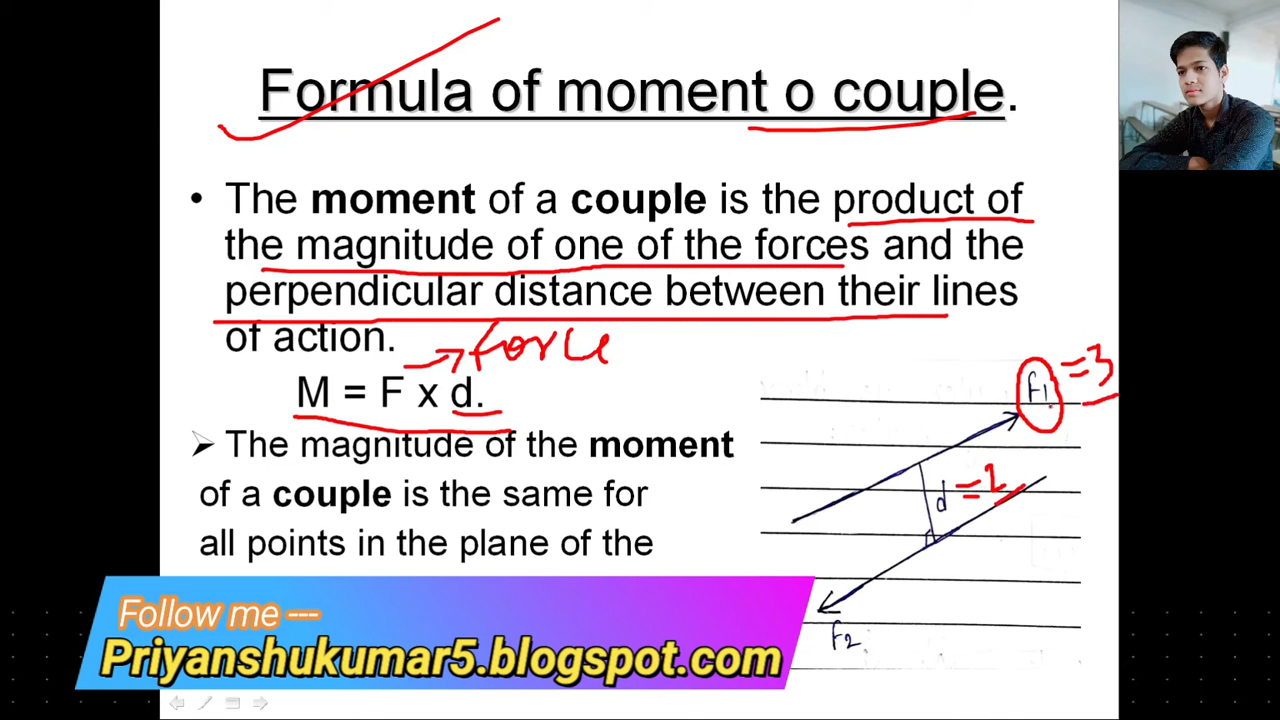 Formula of moment o couple.
• The moment of a couple is the product of
the magnitude of one of the forces and the
perpendicular distance between their lines
of action.
force
M = F x d.
F1 = 3
➢ The magnitude of the moment
of a couple is the same for
d = 2
all points in the plane of the
F2
Follow me ---
Priyanshukumar5.blogspot.com